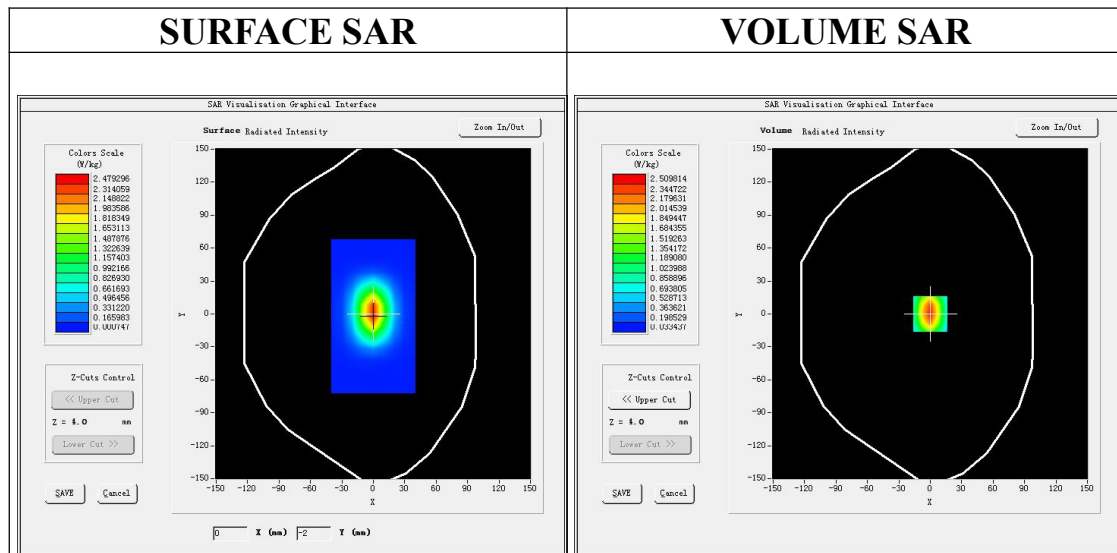 SURFACE SAR
VOLUME SAR
SAR Visualisation Graphical Interface
Surface Radiated Intensity
Zoom In/Out
Colors Scale
(W/kg)
2.479296
2.314059
2.148822
1.983586
1.818349
1.653113
1.487876
1.322639
1.157403
0.992166
0.826930
0.661693
0.496456
0.331220
0.165983
0.000747
150
120
90
60
30
0
-30
-60
-90
-120
-150
Y
-150 -120 -90 -60 -30 0 30 60 90 120 150
X
Z-Cuts Control
<< Upper Cut
Z = 4.0 mm
Lower Cut >>
SAVE Cancel
0 X (mm) -2 Y (mm)
SAR Visualisation Graphical Interface
Volume Radiated Intensity
Zoom In/Out
Colors Scale
(W/kg)
2.509814
2.344722
2.179631
2.014539
1.849447
1.684355
1.519263
1.354172
1.189080
1.023988
0.858896
0.693805
0.528713
0.363621
0.198529
0.033437
150
120
90
60
30
0
-30
-60
-90
-120
-150
Y
-150 -120 -90 -60 -30 0 30 60 90 120 150
X
Z-Cuts Control
<< Upper Cut
Z = 4.0 mm
Lower Cut >>
SAVE Cancel